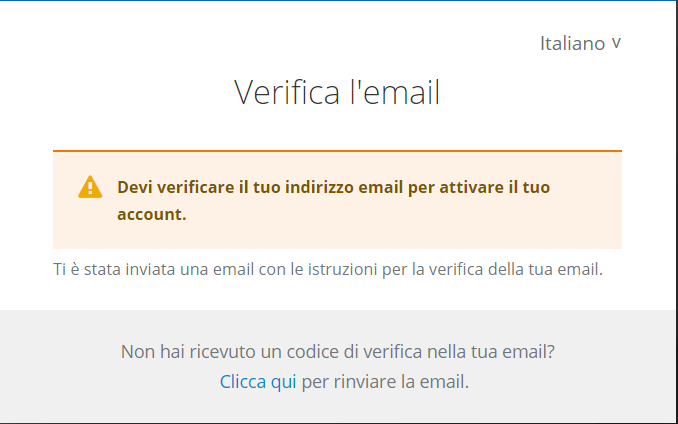 Italiano v
Verifica l'email
Devi verificare il tuo indirizzo email per attivare il tuo
account.
Ti è stata inviata una email con le istruzioni per la verifica della tua email.
Non hai ricevuto un codice di verifica nella tua email?
Clicca qui per rinviare la email.